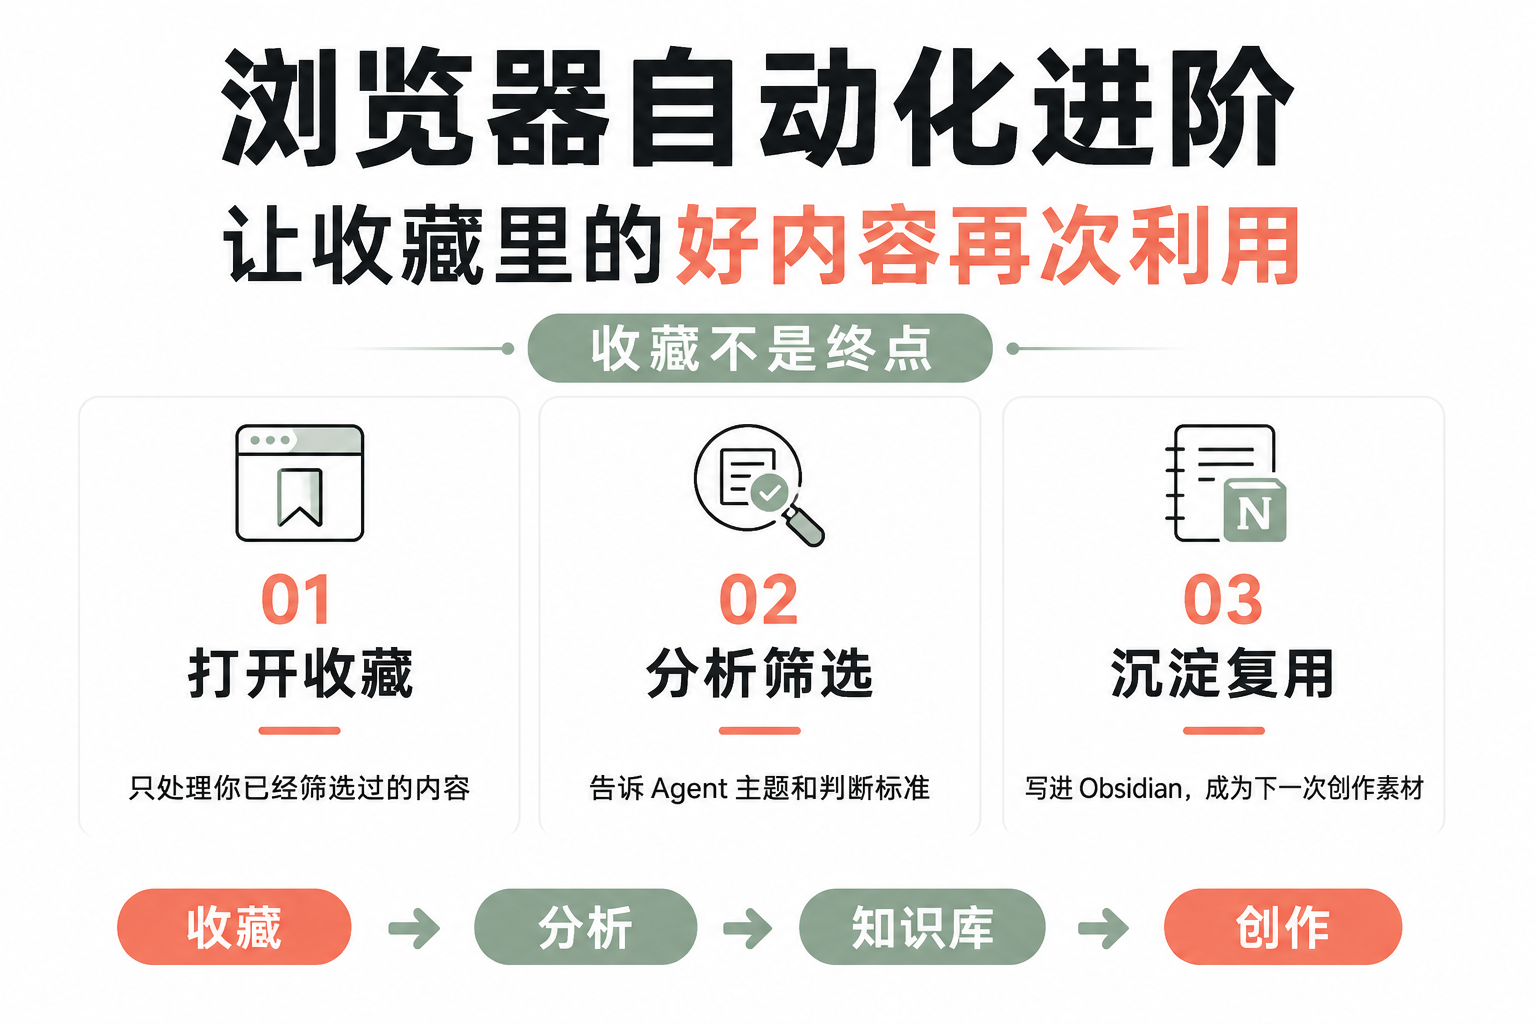 浏览器自动化进阶
让收藏里的好内容再次利用
收藏不是终点
01
打开收藏
只处理你已经筛选过的内容
02
分析筛选
告诉 Agent 主题和判断标准
N
03
沉淀复用
写进 Obsidian，成为下一次创作素材
收藏
分析
知识库
创作